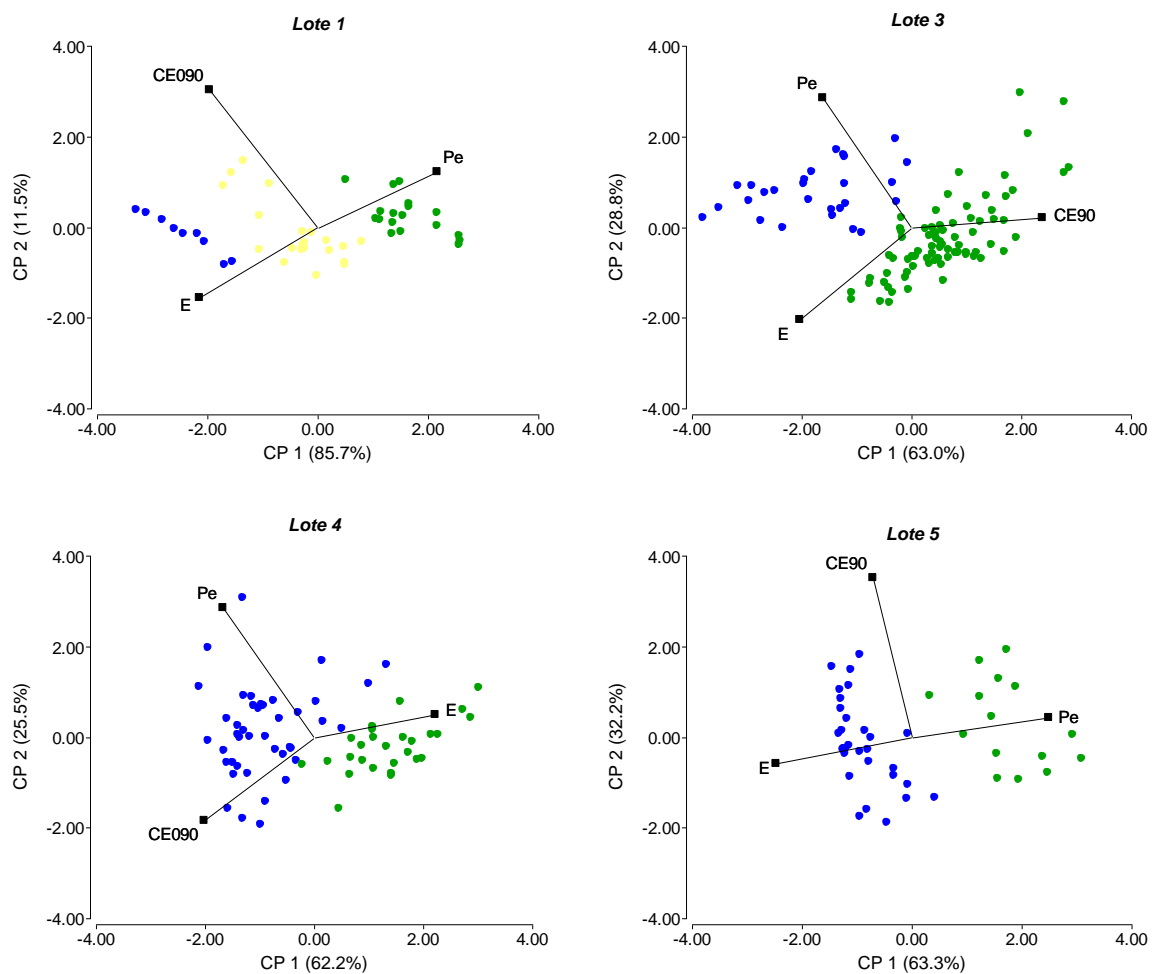 Lote 1
4.00
CE090
2.00
Pe
CP 2 (11.5%)
0.00
E
-2.00
-4.00
-4.00 -2.00 0.00 2.00 4.00
CP 1 (85.7%)
Lote 3
4.00
Pe
2.00
CP 2 (28.8%)
CE90
0.00
-2.00
E
-4.00
-4.00 -2.00 0.00 2.00 4.00
CP 1 (63.0%)
Lote 4
4.00
Pe
2.00
CP 2 (25.5%)
E
0.00
-2.00
CE090
-4.00
-4.00 -2.00 0.00 2.00 4.00
CP 1 (62.2%)
Lote 5
4.00
CE90
2.00
CP 2 (32.2%)
Pe
0.00
E
-2.00
-4.00
-4.00 -2.00 0.00 2.00 4.00
CP 1 (63.3%)